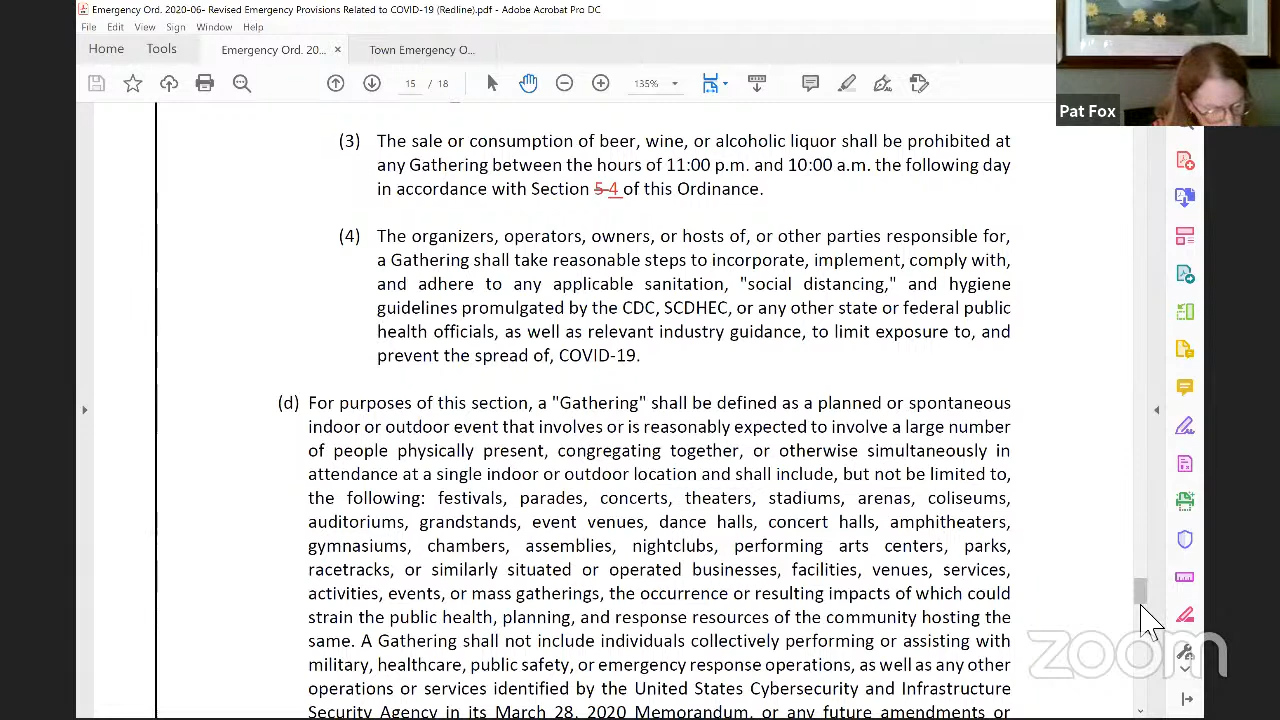 Emergency Ord. 2020-06- Revised Emergency Provisions Related to COVID-19 (Redline).pdf - Adobe Acrobat Pro DC
File Edit View Sign Window Help
Home Tools Emergency Ord. 20... × Town Emergency O...
15 / 18 135%
Pat Fox
(3) The sale or consumption of beer, wine, or alcoholic liquor shall be prohibited at
any Gathering between the hours of 11:00 p.m. and 10:00 a.m. the following day
in accordance with Section 5 4 of this Ordinance.
(4) The organizers, operators, owners, or hosts of, or other parties responsible for,
a Gathering shall take reasonable steps to incorporate, implement, comply with,
and adhere to any applicable sanitation, "social distancing," and hygiene
guidelines promulgated by the CDC, SCDHEC, or any other state or federal public
health officials, as well as relevant industry guidance, to limit exposure to, and
prevent the spread of, COVID-19.
(d) For purposes of this section, a "Gathering" shall be defined as a planned or spontaneous
indoor or outdoor event that involves or is reasonably expected to involve a large number
of people physically present, congregating together, or otherwise simultaneously in
attendance at a single indoor or outdoor location and shall include, but not be limited to,
the following: festivals, parades, concerts, theaters, stadiums, arenas, coliseums,
auditoriums, grandstands, event venues, dance halls, concert halls, amphitheaters,
gymnasiums, chambers, assemblies, nightclubs, performing arts centers, parks,
racetracks, or similarly situated or operated businesses, facilities, venues, services,
activities, events, or mass gatherings, the occurrence or resulting impacts of which could
strain the public health, planning, and response resources of the community hosting the
same. A Gathering shall not include individuals collectively performing or assisting with
military, healthcare, public safety, or emergency response operations, as well as any other
operations or services identified by the United States Cybersecurity and Infrastructure
Security Agency in its March 28, 2020 Memorandum, or any future amendments or
zoom